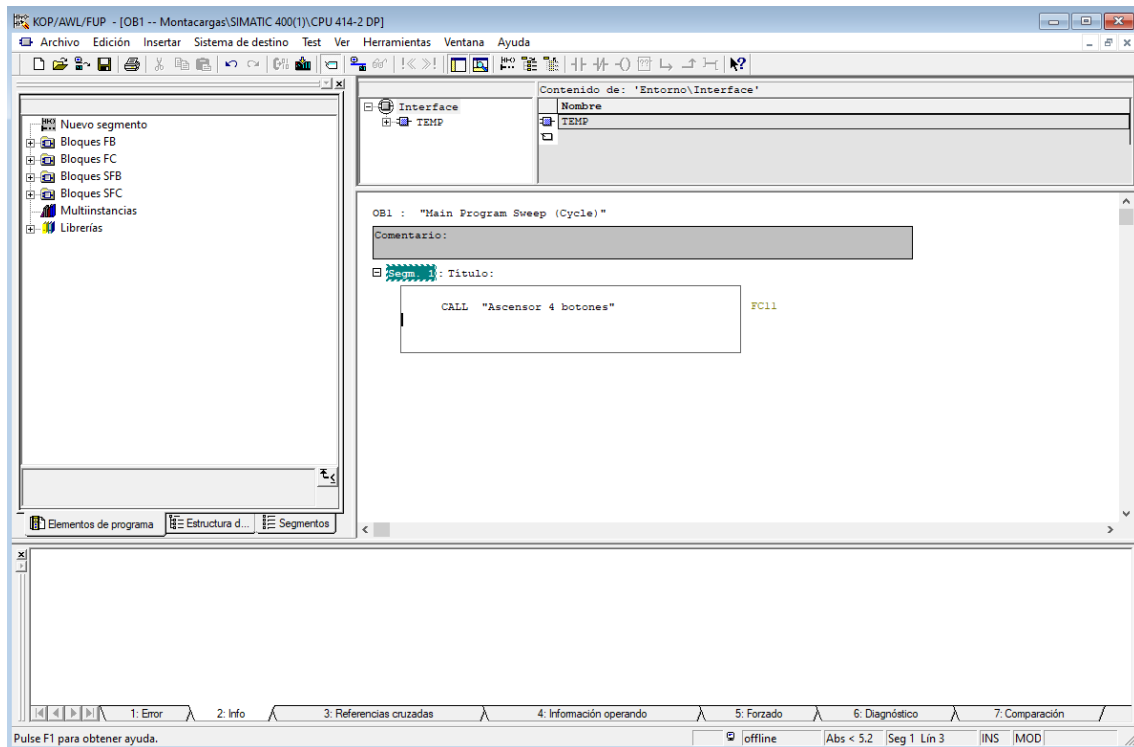 KOP/AWL/FUP - [OB1 -- Montacargas\SIMATIC 400(1)\CPU 414-2 DP]
Archivo Edición Insertar Sistema de destino Test Ver Herramientas Ventana Ayuda
Nuevo segmento
Bloques FB
Bloques FC
Bloques SFB
Bloques SFC
Multiinstancias
Librerías
Elementos de programa Estructura d... Segmentos
Interface
TEMP
Contenido de: 'Entorno\Interface'
Nombre
TEMP
OB1 : "Main Program Sweep (Cycle)"
Comentario:
Segm. 1: Título:
CALL "Ascensor 4 botones" FC11
1: Error 2: Info 3: Referencias cruzadas 4: Información operando 5: Forzado 6: Diagnóstico 7: Comparación
Pulse F1 para obtener ayuda. offline Abs < 5.2 Seg 1 Lín 3 INS MOD